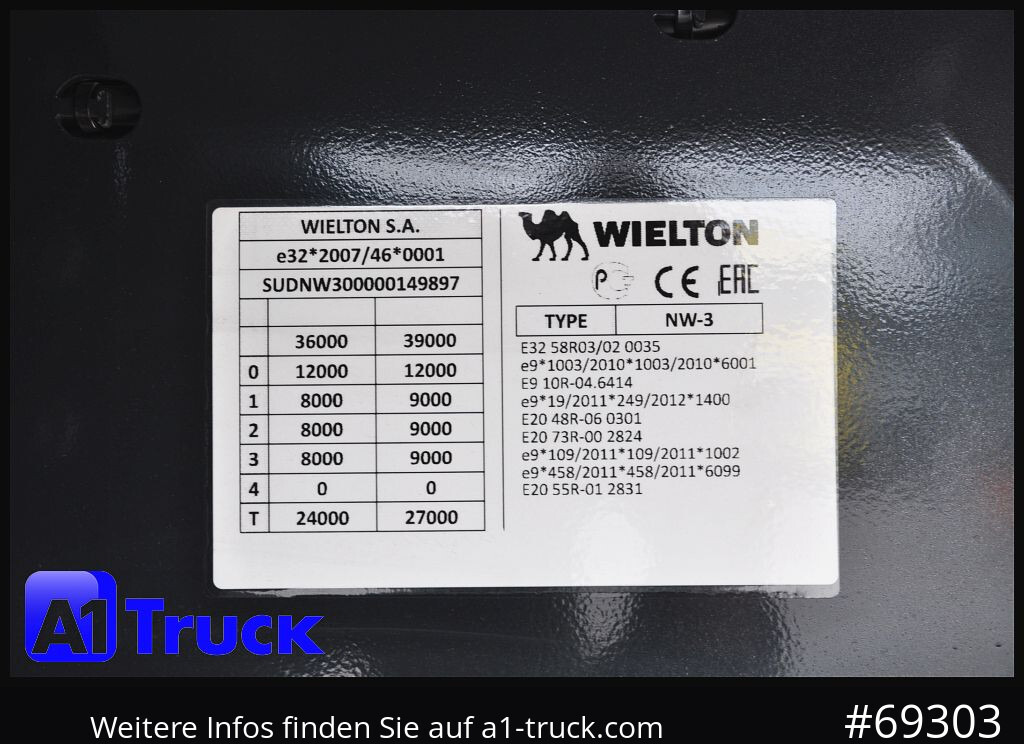 WIELTON S.A.
e32*2007/46*0001
SUDNW300000149897
36000 39000
0 12000 12000
1 8000 9000
2 8000 9000
3 8000 9000
4 0 0
T 24000 27000
WIELTON
CE EAC
TYPE NW-3
E32 58R03/02 0035
e9*1003/2010*1003/2010*6001
E9 10R-04.6414
e9*19/2011*249/2012*1400
E20 48R-06 0301
E20 73R-00 2824
e9*109/2011*109/2011*1002
e9*458/2011*458/2011*6099
E20 55R-01 2831
A1 Truck
Weitere Infos finden Sie auf a1-truck.com
#69303